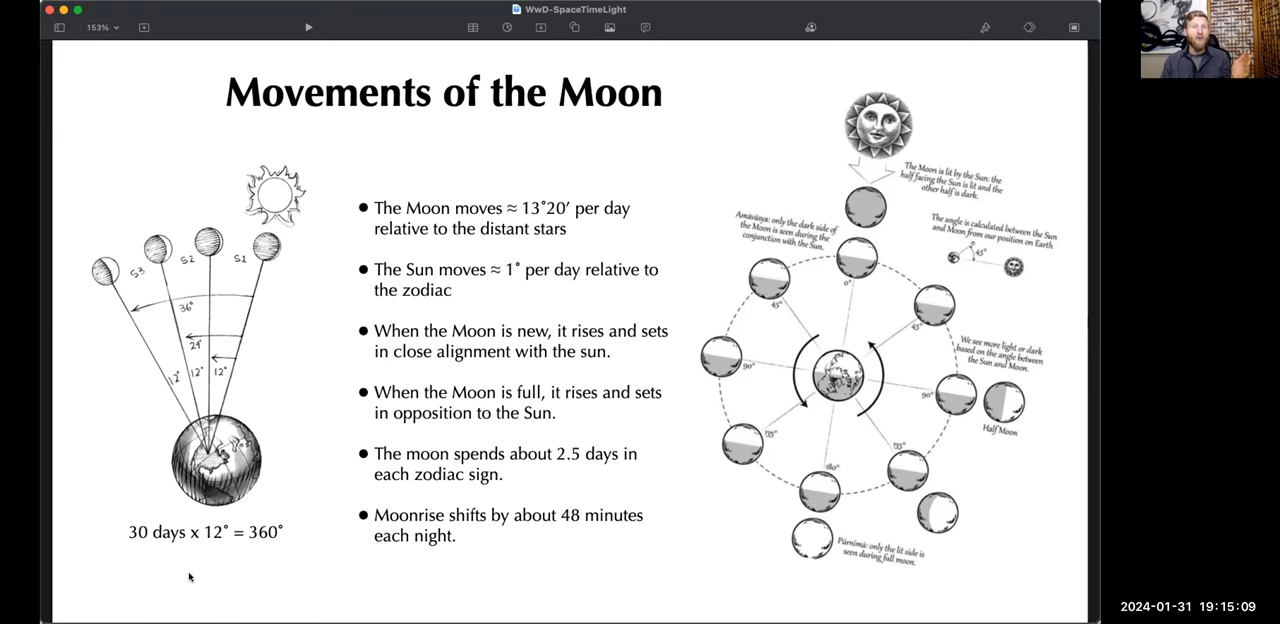 WwD-SpaceTimeLight
153%
Movements of the Moon
The Moon is lit by the Sun: the
half facing the Sun is lit and the
other half is dark.
The Moon moves ≈ 13˚20′ per day
relative to the distant stars
Amāvāsya: only the dark side of
the Moon is seen during the
conjunction with the Sun.
The angle is calculated between the Sun
and Moon from our position on Earth
45°
S3
S2
S1
The Sun moves ≈ 1˚ per day relative to
the zodiac
0°
45°
45°
36°
When the Moon is new, it rises and sets
in close alignment with the sun.
We see more light or dark
based on the angle between
the Sun and Moon.
24°
12°
12°
12°
90°
90°
Half Moon
When the Moon is full, it rises and sets
in opposition to the Sun.
135°
135°
The moon spends about 2.5 days in
each zodiac sign.
180°
Moonrise shifts by about 48 minutes
each night.
30 days x 12˚ = 360˚
Pūrnimā: only the lit side is
seen during full moon.
2024-01-31 19:15:09